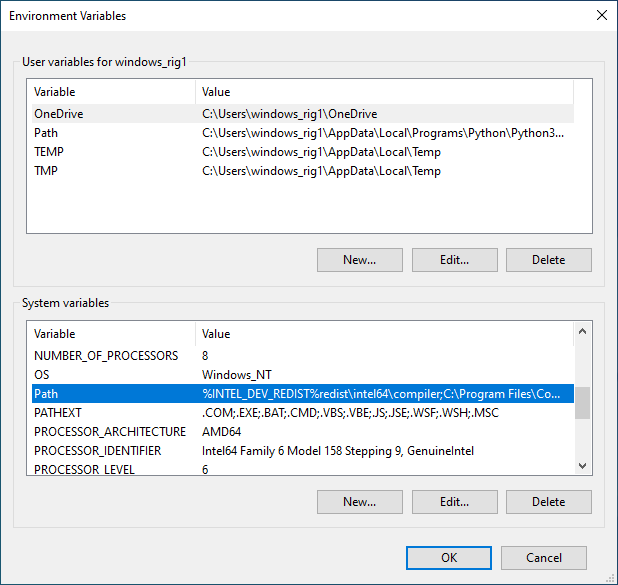 Environment Variables
User variables for windows_rig1
Variable Value
OneDrive C:\Users\windows_rig1\OneDrive
Path C:\Users\windows_rig1\AppData\Local\Programs\Python\Python3...
TEMP C:\Users\windows_rig1\AppData\Local\Temp
TMP C:\Users\windows_rig1\AppData\Local\Temp
New... Edit... Delete
System variables
Variable Value
NUMBER_OF_PROCESSORS 8
OS Windows_NT
Path %INTEL_DEV_REDIST%redist\intel64\compiler;C:\Program Files\Co...
PATHEXT .COM;.EXE;.BAT;.CMD;.VBS;.VBE;.JS;.JSE;.WSF;.WSH;.MSC
PROCESSOR_ARCHITECTURE AMD64
PROCESSOR_IDENTIFIER Intel64 Family 6 Model 158 Stepping 9, GenuineIntel
PROCESSOR_LEVEL 6
New... Edit... Delete
OK Cancel